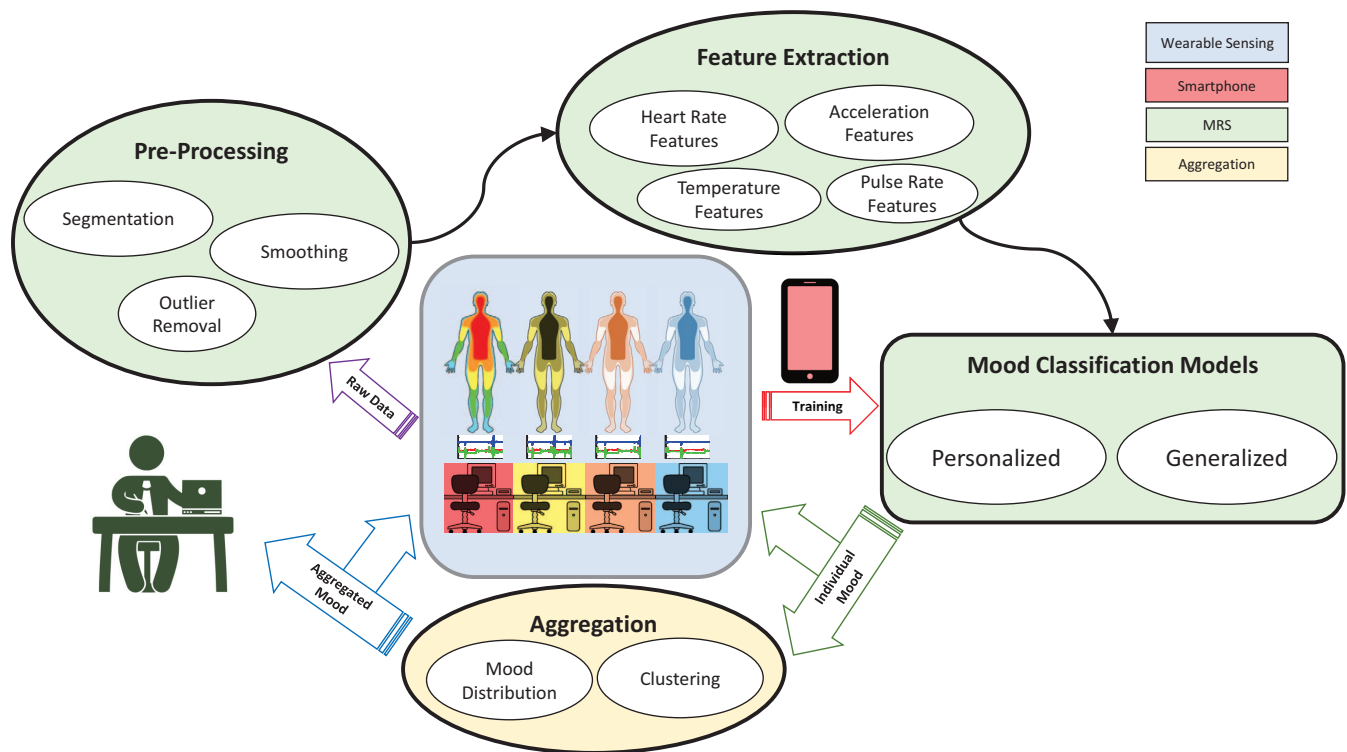 Feature Extraction
Heart Rate
Features
Acceleration
Features
Temperature
Features
Pulse Rate
Features
Wearable Sensing
Smartphone
MRS
Aggregation
Pre-Processing
Segmentation
Smoothing
Outlier
Removal
Raw Data
Training
Mood Classification Models
Personalized
Generalized
Individual
Mood
Aggregated
Mood
Aggregation
Mood
Distribution
Clustering